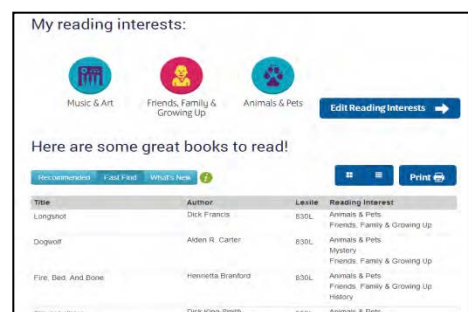 My reading interests:
Music & Art
Friends, Family &
Growing Up
Animals & Pets
Edit Reading Interests
Here are some great books to read!
Recommended Fast Find What's New
Print
Title Author Lexile Reading Interest
Longshot Dick Francis 830L Animals & Pets
Friends, Family & Growing Up
Dogwolf Alden R. Carter 830L Animals & Pets
Mystery
Friends, Family & Growing Up
Fire, Bed, And Bone Henrietta Branford 830L Animals & Pets
Friends, Family & Growing Up
History
Dick King-Smith Animals & Pets